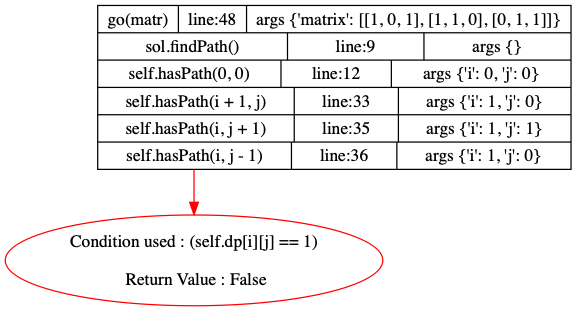 go(matr) line:48 args {'matrix': [[1, 0, 1], [1, 1, 0], [0, 1, 1]]}
sol.findPath() line:9 args {}
self.hasPath(0, 0) line:12 args {'i': 0, 'j': 0}
self.hasPath(i + 1, j) line:33 args {'i': 1, 'j': 0}
self.hasPath(i, j + 1) line:35 args {'i': 1, 'j': 1}
self.hasPath(i, j - 1) line:36 args {'i': 1, 'j': 0}
Condition used : (self.dp[i][j] == 1)
Return Value : False